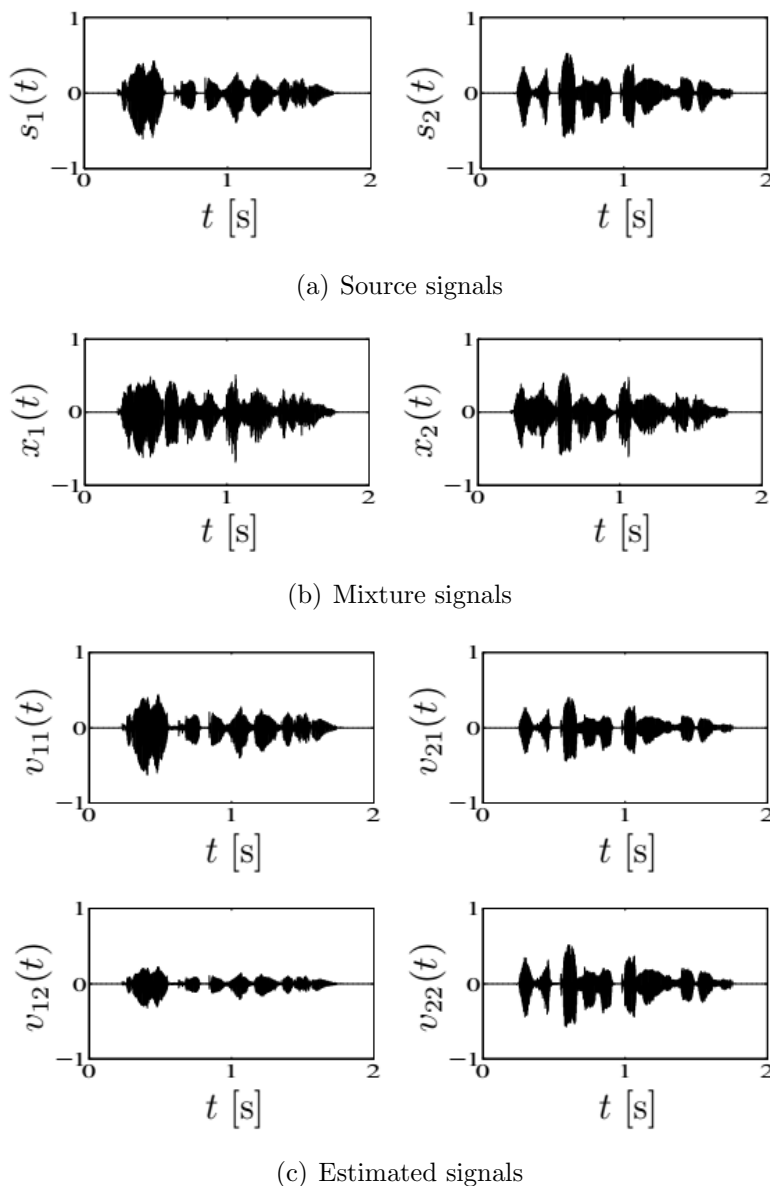 1 1
s₁(t) 0 s₂(t) 0
−1 −1
0 1 2 0 1 2
t [s] t [s]
(a) Source signals
1 1
x₁(t) 0 x₂(t) 0
−1 −1
0 1 2 0 1 2
t [s] t [s]
(b) Mixture signals
1 1
v₁₁(t) 0 v₂₁(t) 0
−1 −1
0 1 2 0 1 2
t [s] t [s]
1 1
v₁₂(t) 0 v₂₂(t) 0
−1 −1
0 1 2 0 1 2
t [s] t [s]
(c) Estimated signals